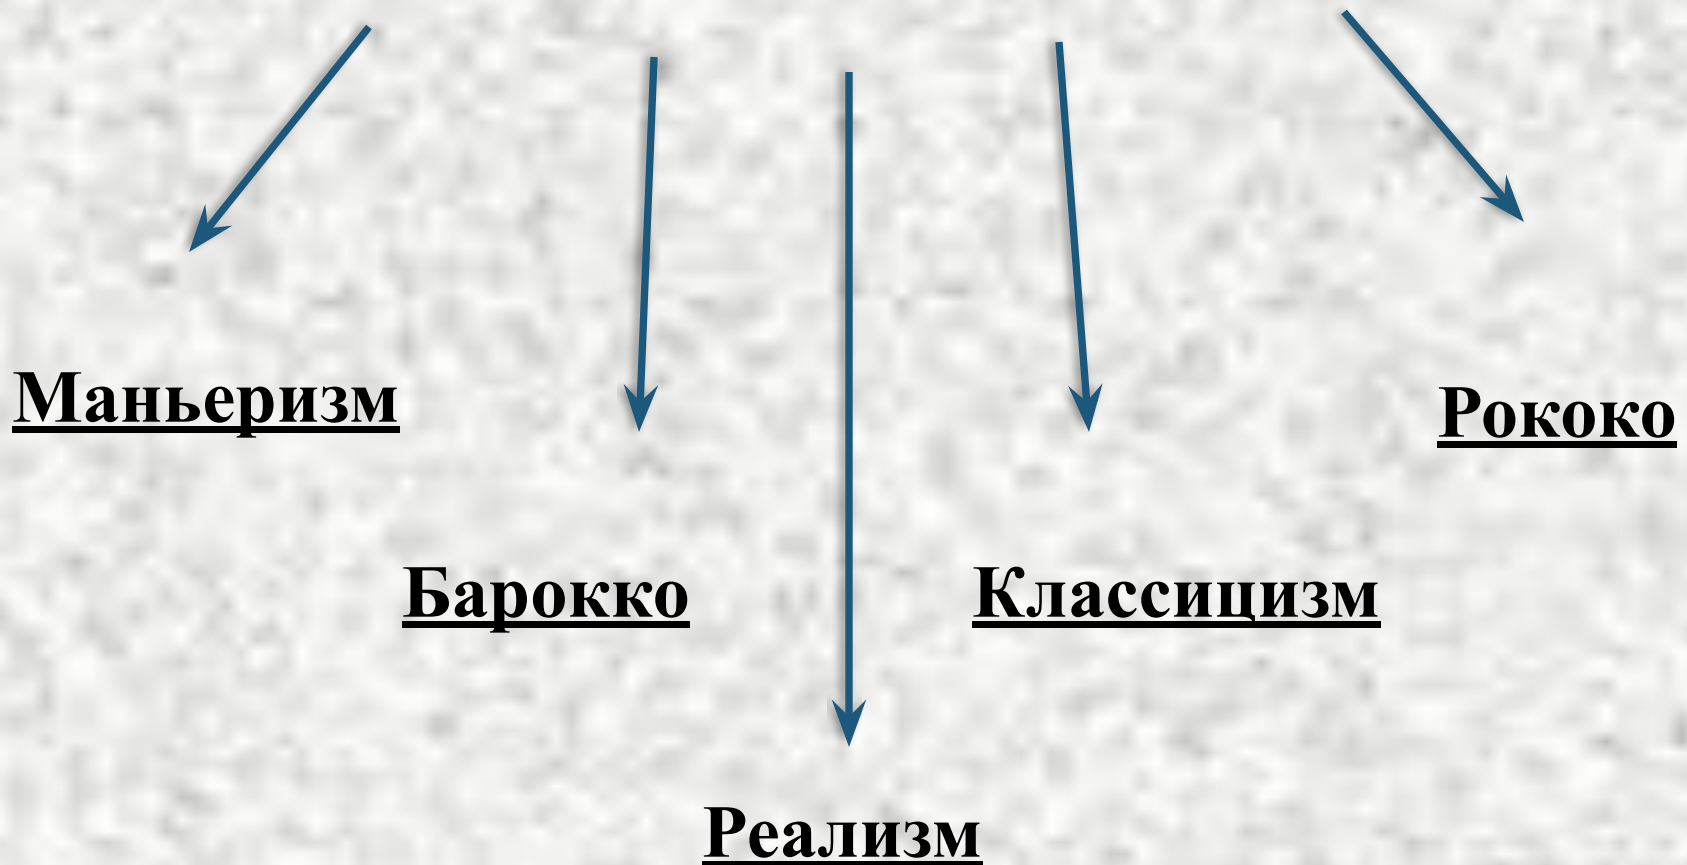 Маньеризм
Рококо
Барокко
Классицизм
Реализм